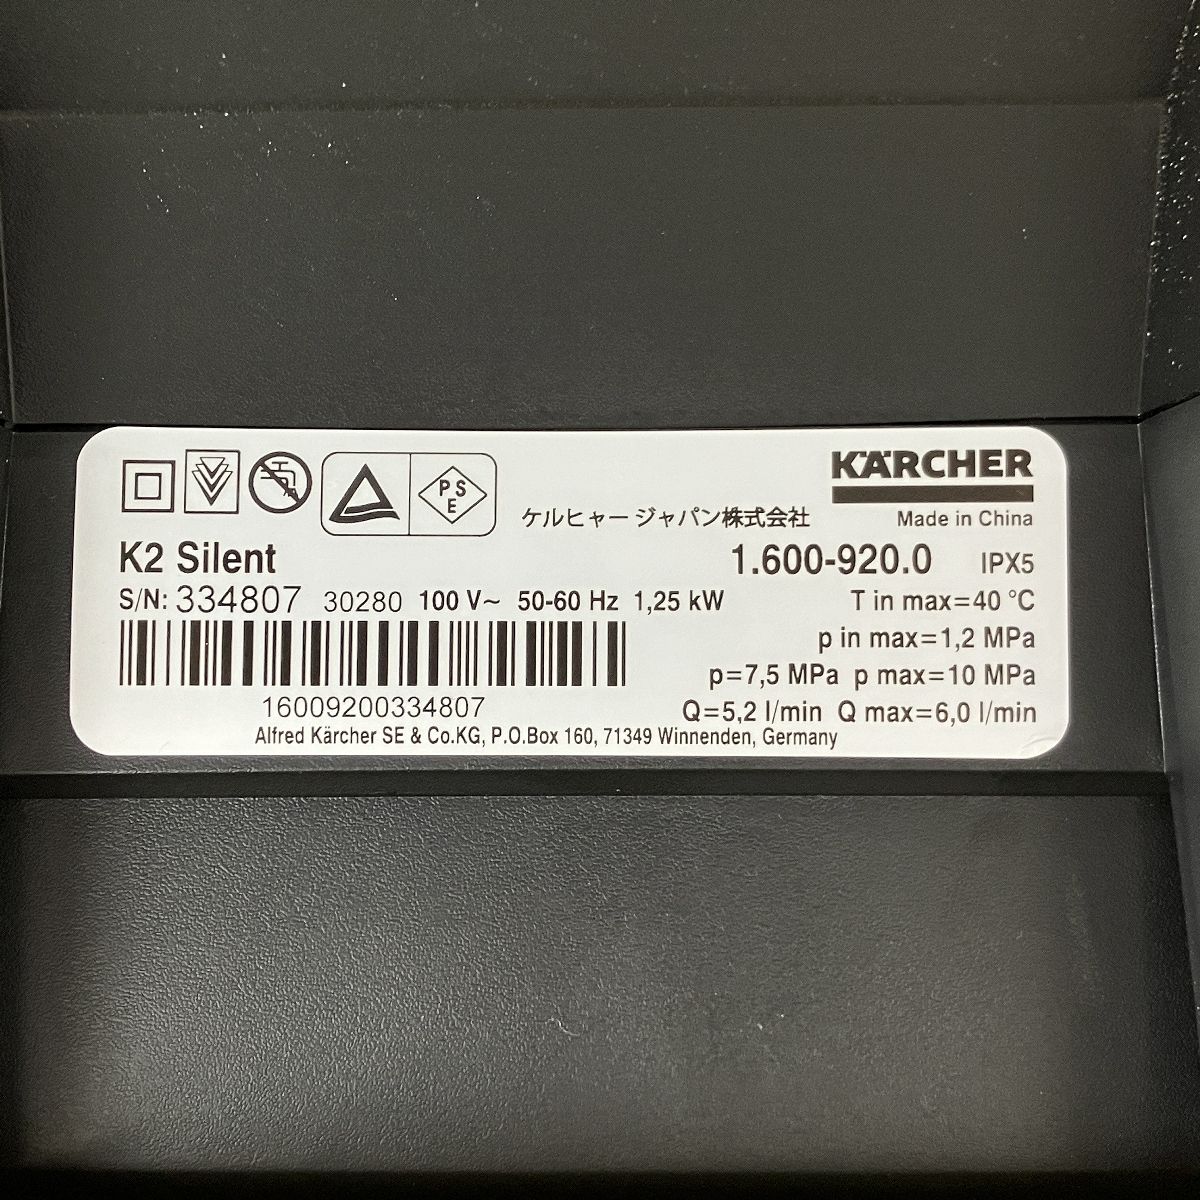 KÄRCHER
PSE
ケルヒャー ジャパン株式会社
Made in China
K2 Silent
1.600-920.0 IPX5
S/N: 334807 30280 100 V~ 50-60 Hz 1,25 kW
T in max=40 °C
p in max=1,2 MPa
p=7,5 MPa p max=10 MPa
16009200334807
Q=5,2 l/min Q max=6,0 l/min
Alfred Kärcher SE & Co.KG, P.O.Box 160, 71349 Winnenden, Germany